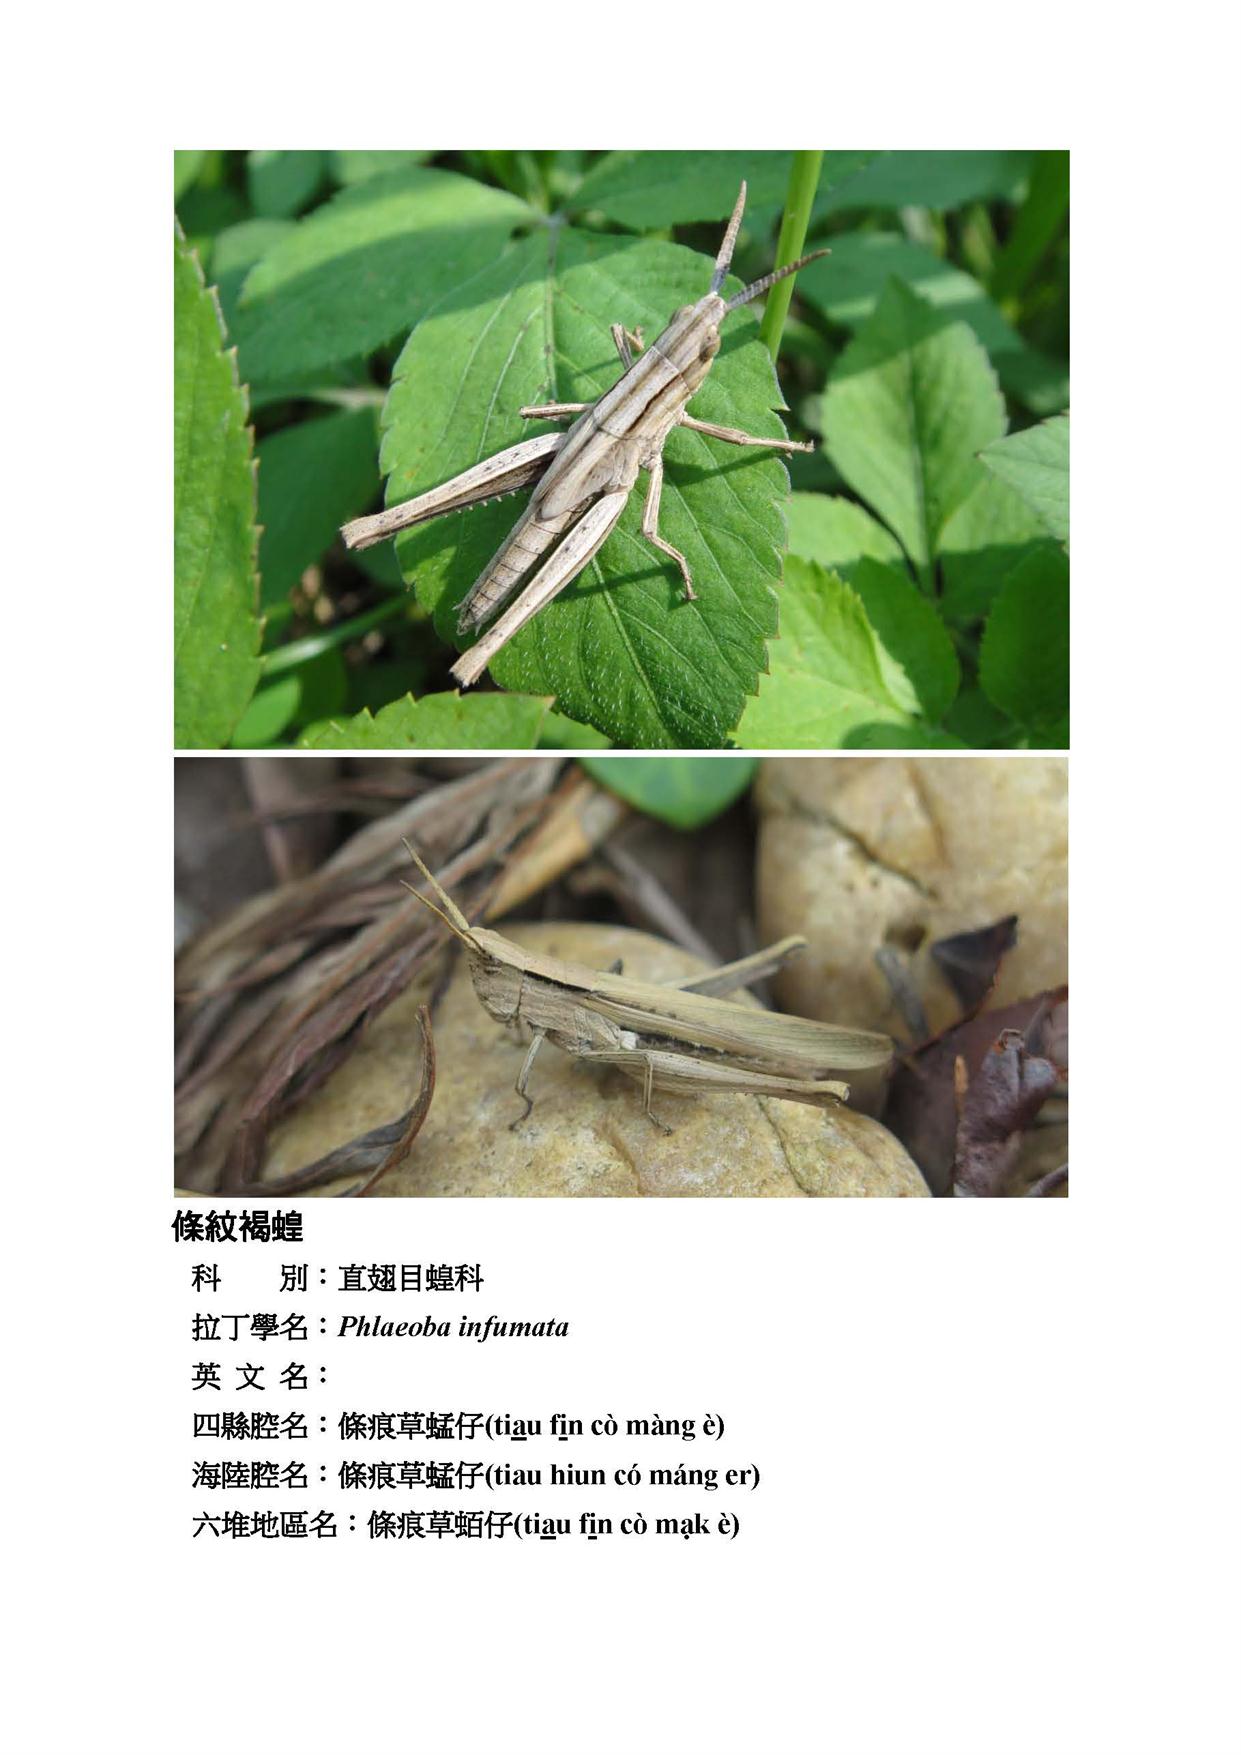 條紋褐蝗
科　　別：直翅目蝗科
拉丁學名：Phlaeoba infumata
英 文 名：
四縣腔名：條痕草蜢仔(tia̲u fi̲n cò màng è)
海陸腔名：條痕草蜢仔(tiau hiun có máng er)
六堆地區名：條痕草蛨仔(tia̲u fi̲n cò mạk è)